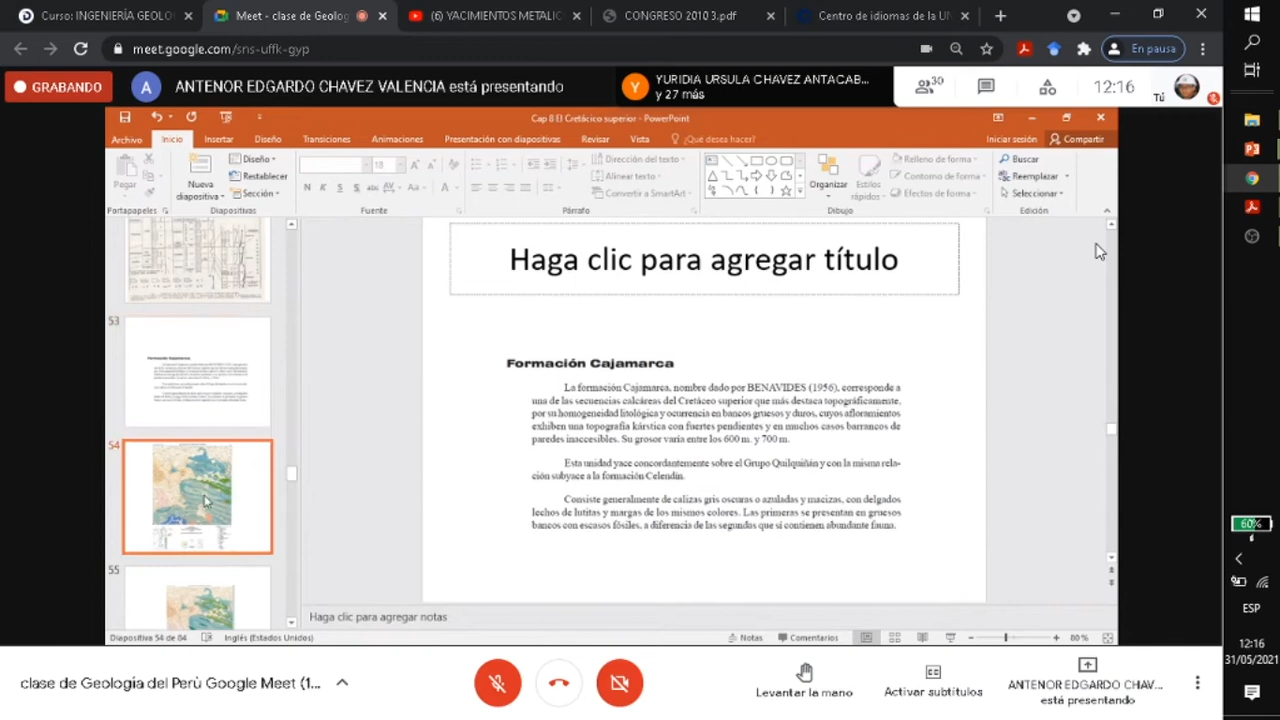 Curso: INGENIERÍA GEOLO
Meet - clase de Geolog
(6) YACIMIENTOS METALIC
CONGRESO 2010 3.pdf
Centro de idiomas de la UN
meet.google.com/sns-uffk-gyp
En pausa
GRABANDO
A
ANTENOR EDGARDO CHAVEZ VALENCIA está presentando
Y
YURIDIA URSULA CHAVEZ ANTACAB...
y 27 más
30
12:16
Tú
Cap 8 El Cretácico superior - PowerPoint
Archivo
Inicio
Insertar
Diseño
Transiciones
Animaciones
Presentación con diapositivas
Revisar
Vista
¿Qué desea hacer?
Iniciar sesión
Compartir
Pegar
Nueva
diapositiva
Diseño
Restablecer
Sección
18
N K S S abc AV Aa A
Dirección del texto
Alinear texto
Convertir a SmartArt
Organizar
Estilos
rápidos
Relleno de forma
Contorno de forma
Efectos de forma
Buscar
Reemplazar
Seleccionar
Portapapeles
Diapositivas
Fuente
Párrafo
Dibujo
Edición
53
Formación Cajamarca
54
55
Haga clic para agregar título
Formación Cajamarca
La formación Cajamarca, nombre dado por BENAVIDES (1956), corresponde a
una de las secuencias calcáreas del Cretáceo superior que más destaca topográficamente,
por su homogeneidad litológica y ocurrencia en bancos gruesos y duros, cuyos afloramientos
exhiben una topografía kárstica con fuertes pendientes y en muchos casos barrancos de
paredes inaccesibles. Su grosor varía entre los 600 m. y 700 m.
Esta unidad yace concordantemente sobre el Grupo Quilquiñán y con la misma rela-
ción subyace a la formación Celendín.
Consiste generalmente de calizas gris oscuras o azuladas y macizas, con delgados
lechos de lutitas y margas de los mismos colores. Las primeras se presentan en gruesos
bancos con escasos fósiles, a diferencia de las segundas que sí contienen abundante fauna.
Haga clic para agregar notas
Diapositiva 54 de 84
Inglés (Estados Unidos)
Notas
Comentarios
80 %
clase de Geología del Perú Google Meet (1...
Levantar la mano
Activar subtítulos
ANTENOR EDGARDO CHAV...
está presentando
60%
ESP
12:16
31/05/2021